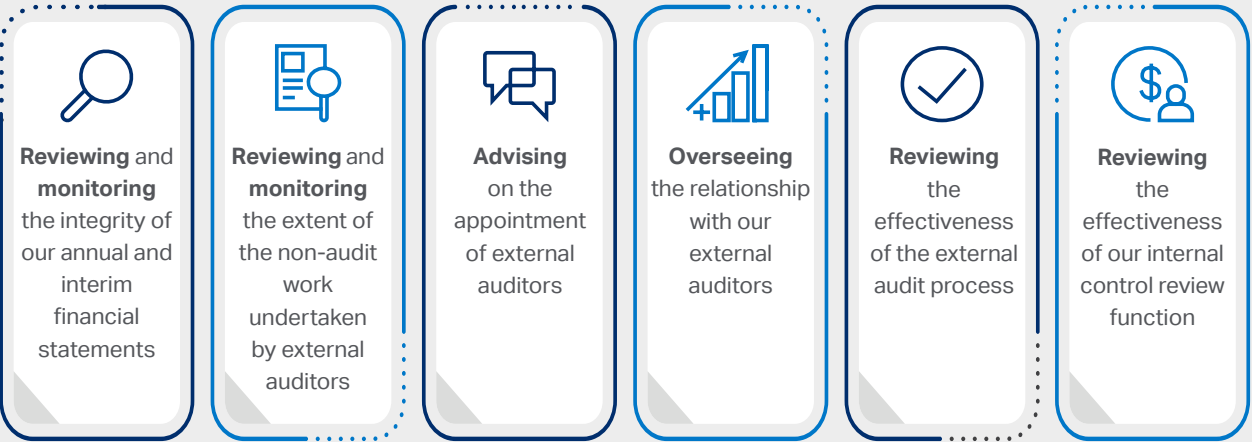 Reviewing and
monitoring
the integrity of
our annual and
interim
financial
statements
Reviewing and
monitoring
the extent of
the non-audit
work
undertaken
by external
auditors
Advising
on the
appointment
of external
auditors
Overseeing
the relationship
with our
external
auditors
Reviewing
the
effectiveness
of the external
audit process
Reviewing
the
effectiveness
of our internal
control review
function